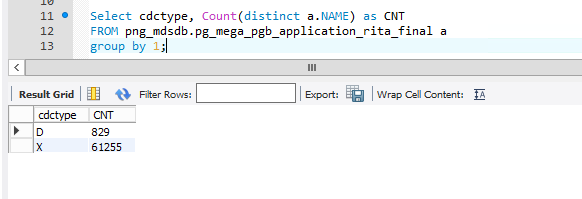 11 Select cdctype, Count(distinct a.NAME) as CNT
12 FROM png_mdsdb.pg_mega_pgb_application_rita_final a
13 group by 1;
Result Grid Filter Rows: Export: Wrap Cell Content: IA
cdctype CNT
D 829
X 61255